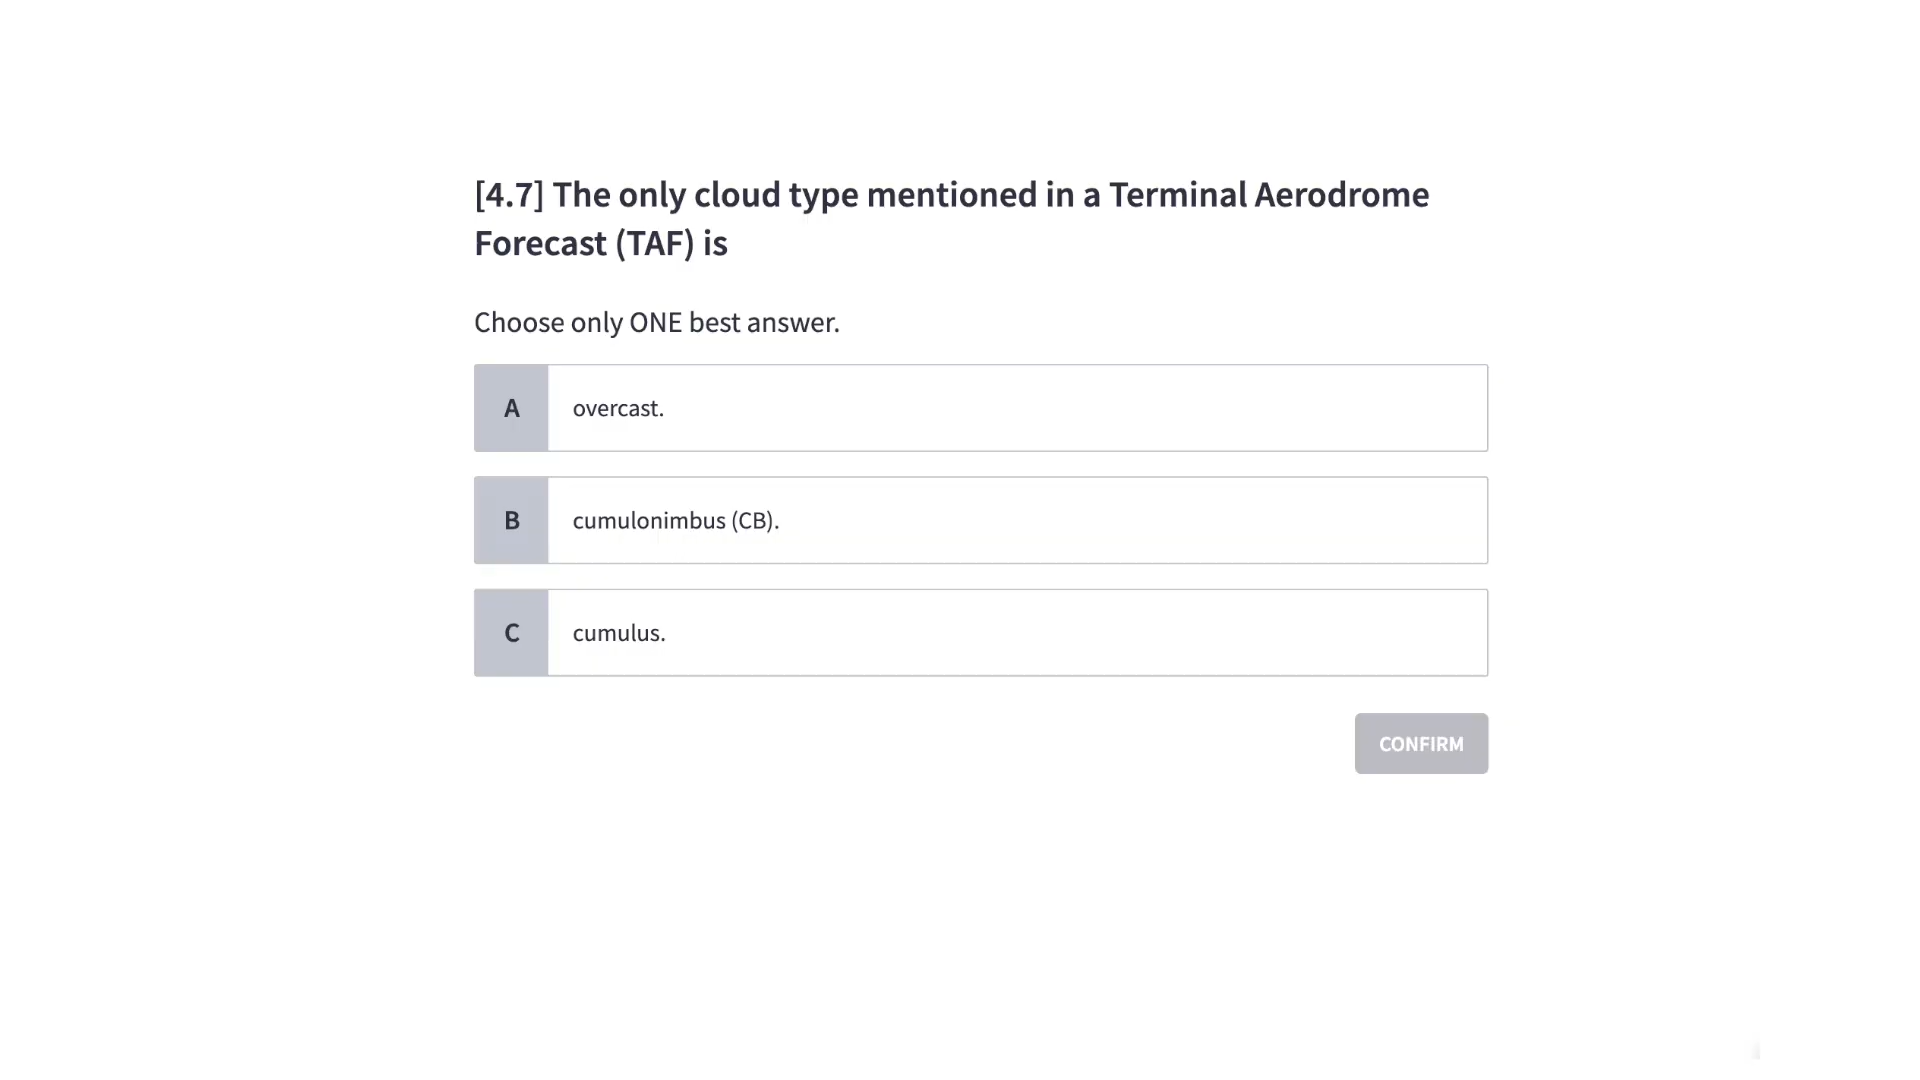 [4.7] The only cloud type mentioned in a Terminal Aerodrome
Forecast (TAF) is
Choose only ONE best answer.
A overcast.
B cumulonimbus (CB).
C cumulus.
CONFIRM